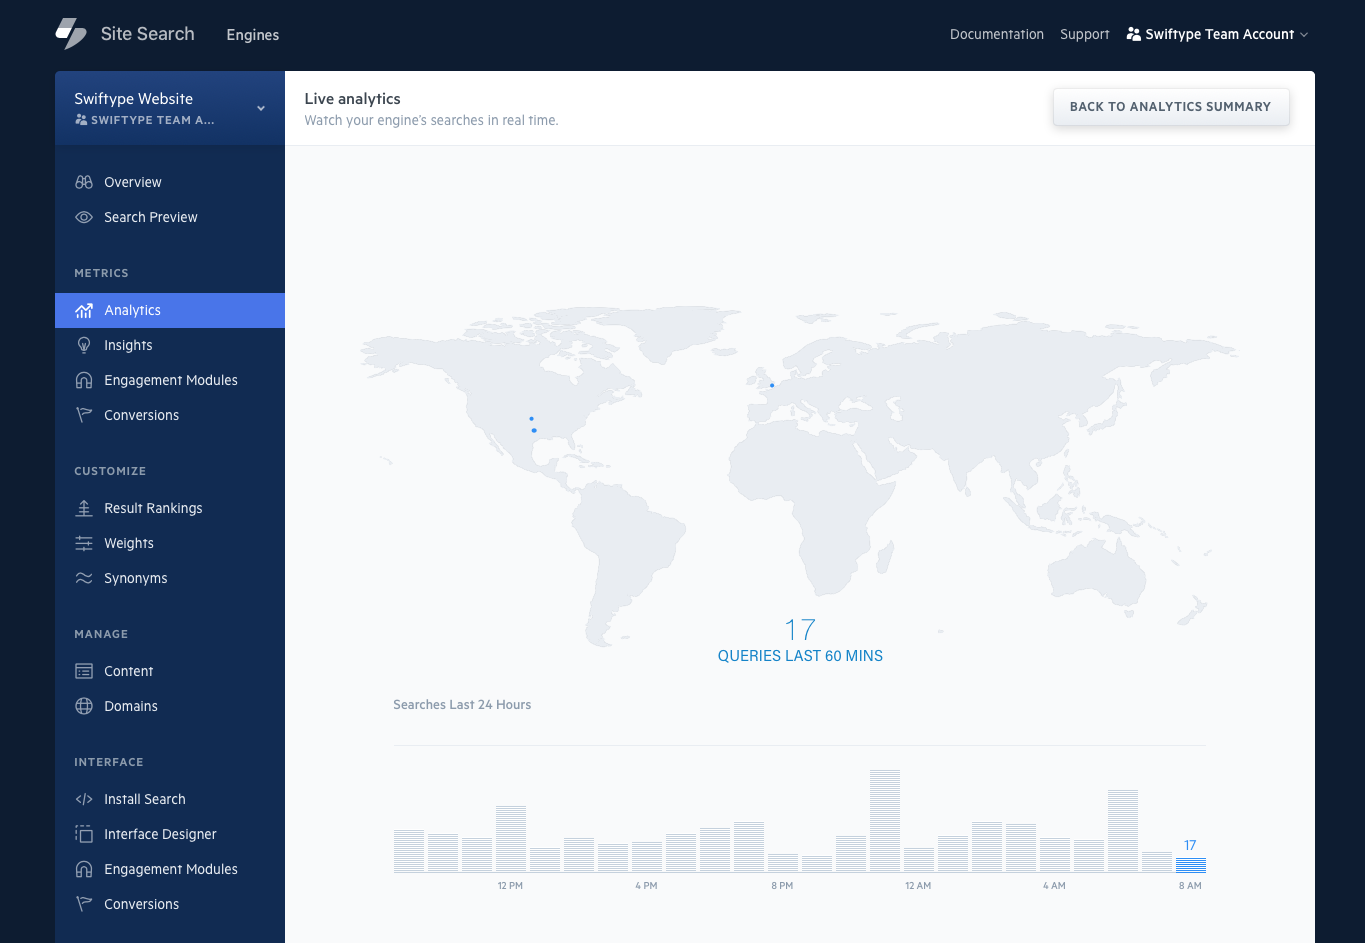 Site Search
Engines
Documentation
Support
Swiftype Team Account
Swiftype Website
SWIFTYPE TEAM A...
Live analytics
Watch your engine's searches in real time.
BACK TO ANALYTICS SUMMARY
Overview
Search Preview
METRICS
Analytics
Insights
Engagement Modules
Conversions
CUSTOMIZE
Result Rankings
Weights
Synonyms
MANAGE
Content
Domains
INTERFACE
Install Search
Interface Designer
Engagement Modules
Conversions
17
QUERIES LAST 60 MINS
Searches Last 24 Hours
17
12 PM
4 PM
8 PM
12 AM
4 AM
8 AM